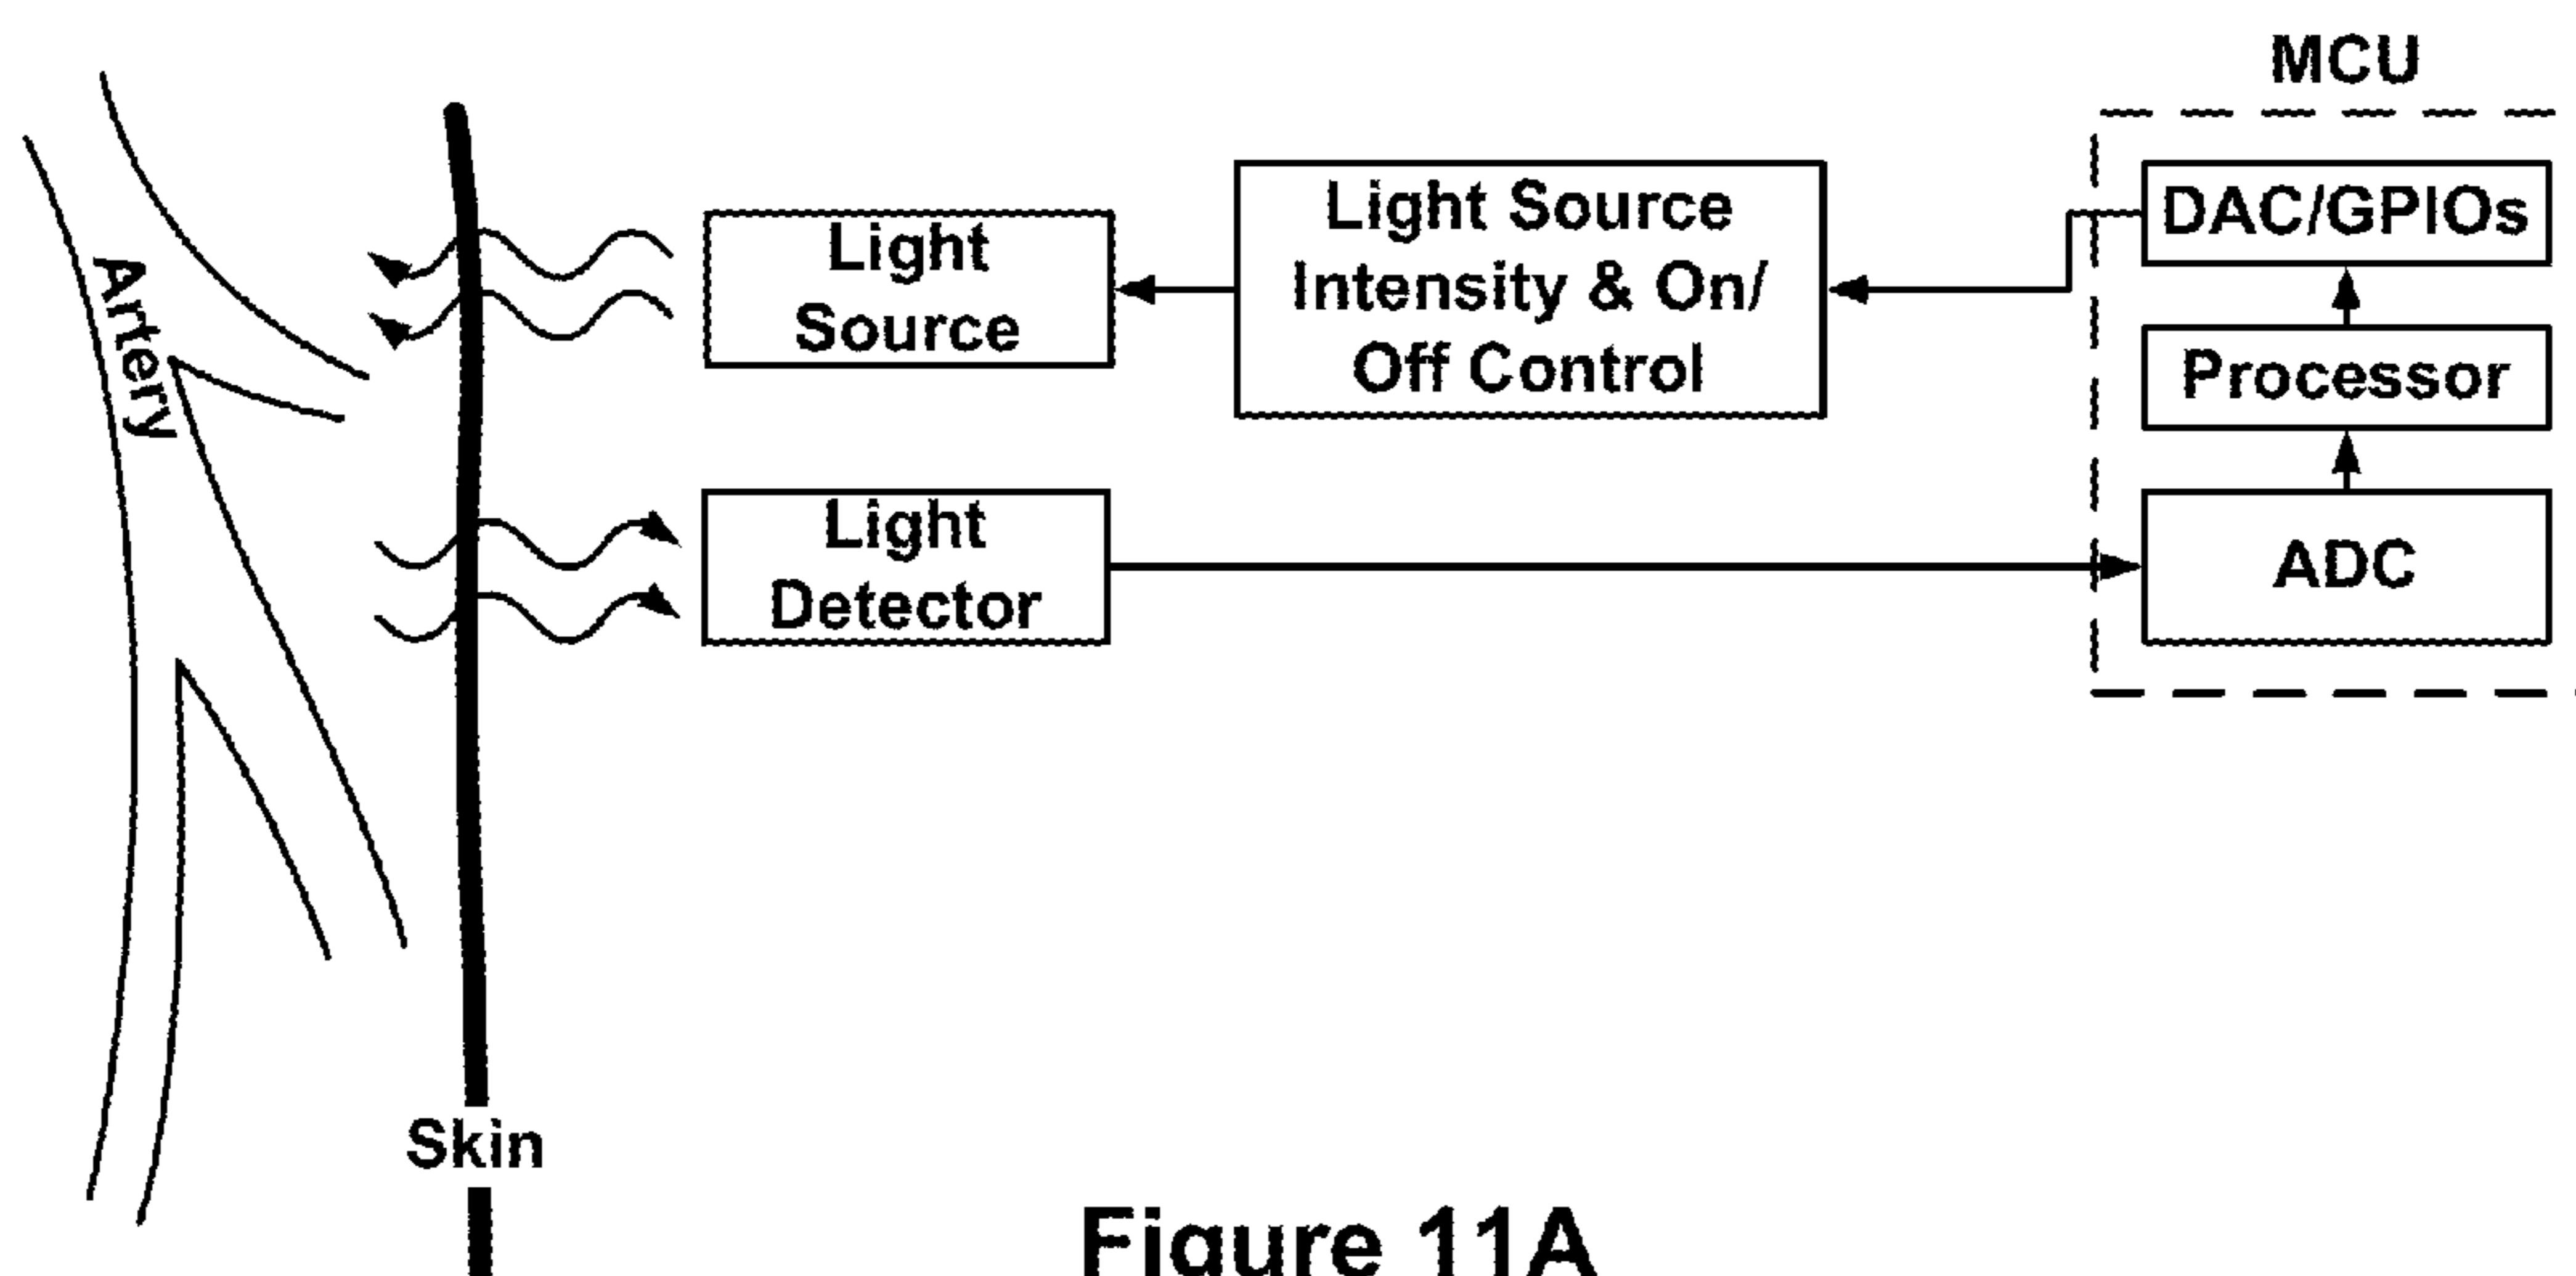 MCU
Light Source
Intensity & On/
Off Control
DAC/GPIOs
Light
Source
Processor
Artery
Light
Detector
ADC
Skin
Figure 11A